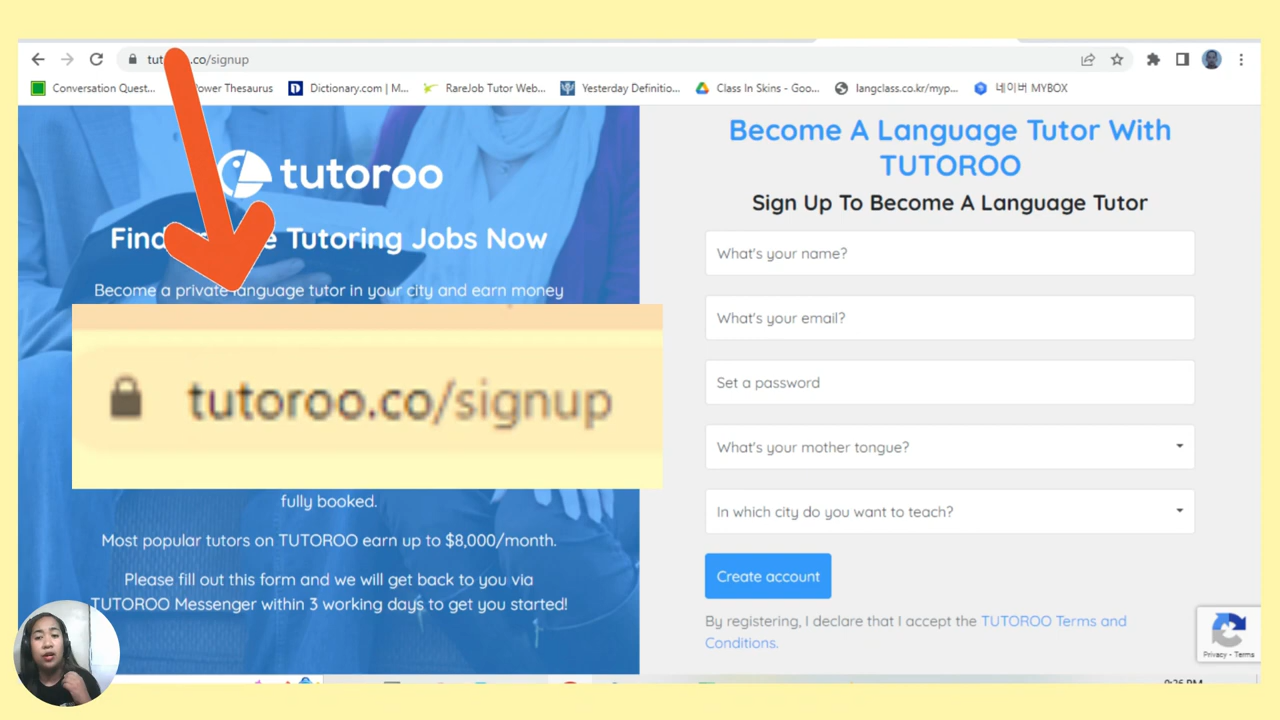 tut .co/signup
Conversation Quest...
ower Thesaurus
Dictionary.com | M...
RareJob Tutor Web...
Yesterday Definitio...
Class In Skins - Goo...
langclass.co.kr/myp...
네이버 MYBOX
tutoroo
Find Tutoring Jobs Now
Become a private language tutor in your city and earn money
tutoroo.co/signup
fully booked.
Most popular tutors on TUTOROO earn up to $8,000/month.
Please fill out this form and we will get back to you via
TUTOROO Messenger within 3 working days to get you started!
Become A Language Tutor With
TUTOROO
Sign Up To Become A Language Tutor
What's your name?
What's your email?
Set a password
What's your mother tongue?
In which city do you want to teach?
Create account
By registering, I declare that I accept the TUTOROO Terms and
Conditions.
Privacy - Terms